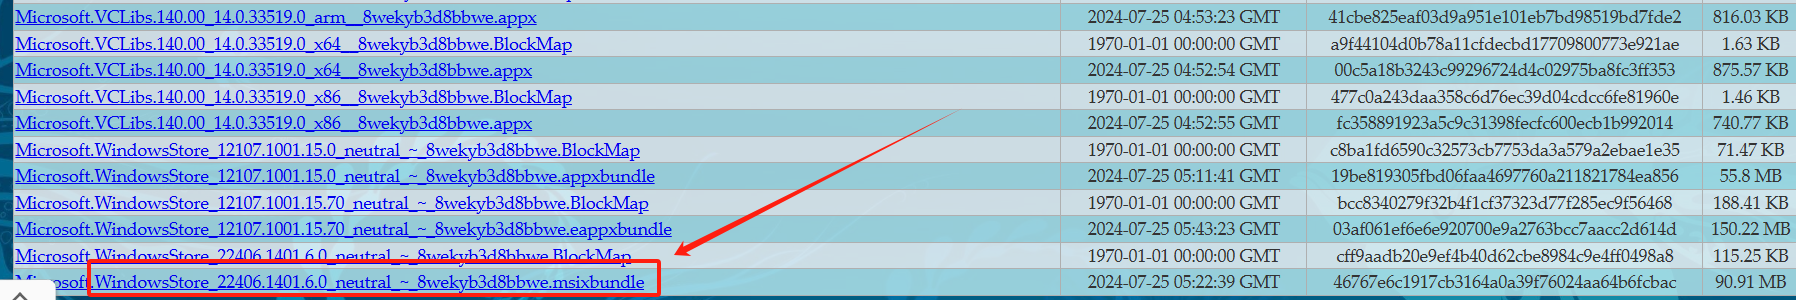 Microsoft.VCLibs.140.00_14.0.33519.0_arm__8wekyb3d8bbwe.appx 2024-07-25 04:53:23 GMT 41cbe825eaf03d9a951e101eb7bd98519bd7fde2 816.03 KB
Microsoft.VCLibs.140.00_14.0.33519.0_x64__8wekyb3d8bbwe.BlockMap 1970-01-01 00:00:00 GMT a9f44104d0b78a11cfdecbd17709800773e921ae 1.63 KB
Microsoft.VCLibs.140.00_14.0.33519.0_x64__8wekyb3d8bbwe.appx 2024-07-25 04:52:54 GMT 00c5a18b3243c99296724d4c02975ba8fc3ff353 875.57 KB
Microsoft.VCLibs.140.00_14.0.33519.0_x86__8wekyb3d8bbwe.BlockMap 1970-01-01 00:00:00 GMT 477c0a243daa358c6d76ec39d04cdcc6fe81960e 1.46 KB
Microsoft.VCLibs.140.00_14.0.33519.0_x86__8wekyb3d8bbwe.appx 2024-07-25 04:52:55 GMT fc358891923a5c9c31398fecfc600ecb1b992014 740.77 KB
Microsoft.WindowsStore_12107.1001.15.0_neutral_~_8wekyb3d8bbwe.BlockMap 1970-01-01 00:00:00 GMT c8ba1fd6590c32573cb7753da3a579a2ebae1e35 71.47 KB
Microsoft.WindowsStore_12107.1001.15.0_neutral_~_8wekyb3d8bbwe.appxbundle 2024-07-25 05:11:41 GMT 19be819305fbd06faa4697760a211821784ea856 55.8 MB
Microsoft.WindowsStore_12107.1001.15.70_neutral_~_8wekyb3d8bbwe.BlockMap 1970-01-01 00:00:00 GMT bcc8340279f32b4f1cf37323d77f285ec9f56468 188.41 KB
Microsoft.WindowsStore_12107.1001.15.70_neutral_~_8wekyb3d8bbwe.eappxbundle 2024-07-25 05:43:23 GMT 03af061ef6e6e920700e9a2763bcc7aacc2d614d 150.22 MB
Microsoft.WindowsStore_22406.1401.6.0_neutral_~_8wekyb3d8bbwe.BlockMap 1970-01-01 00:00:00 GMT cff9aadb20e9ef4b40d62cbe8984c9e4ff0498a8 115.25 KB
Microsoft.WindowsStore_22406.1401.6.0_neutral_~_8wekyb3d8bbwe.msixbundle 2024-07-25 05:22:39 GMT 46767e6c1917cb3164a0a39f76024aa64b6fcbac 90.91 MB